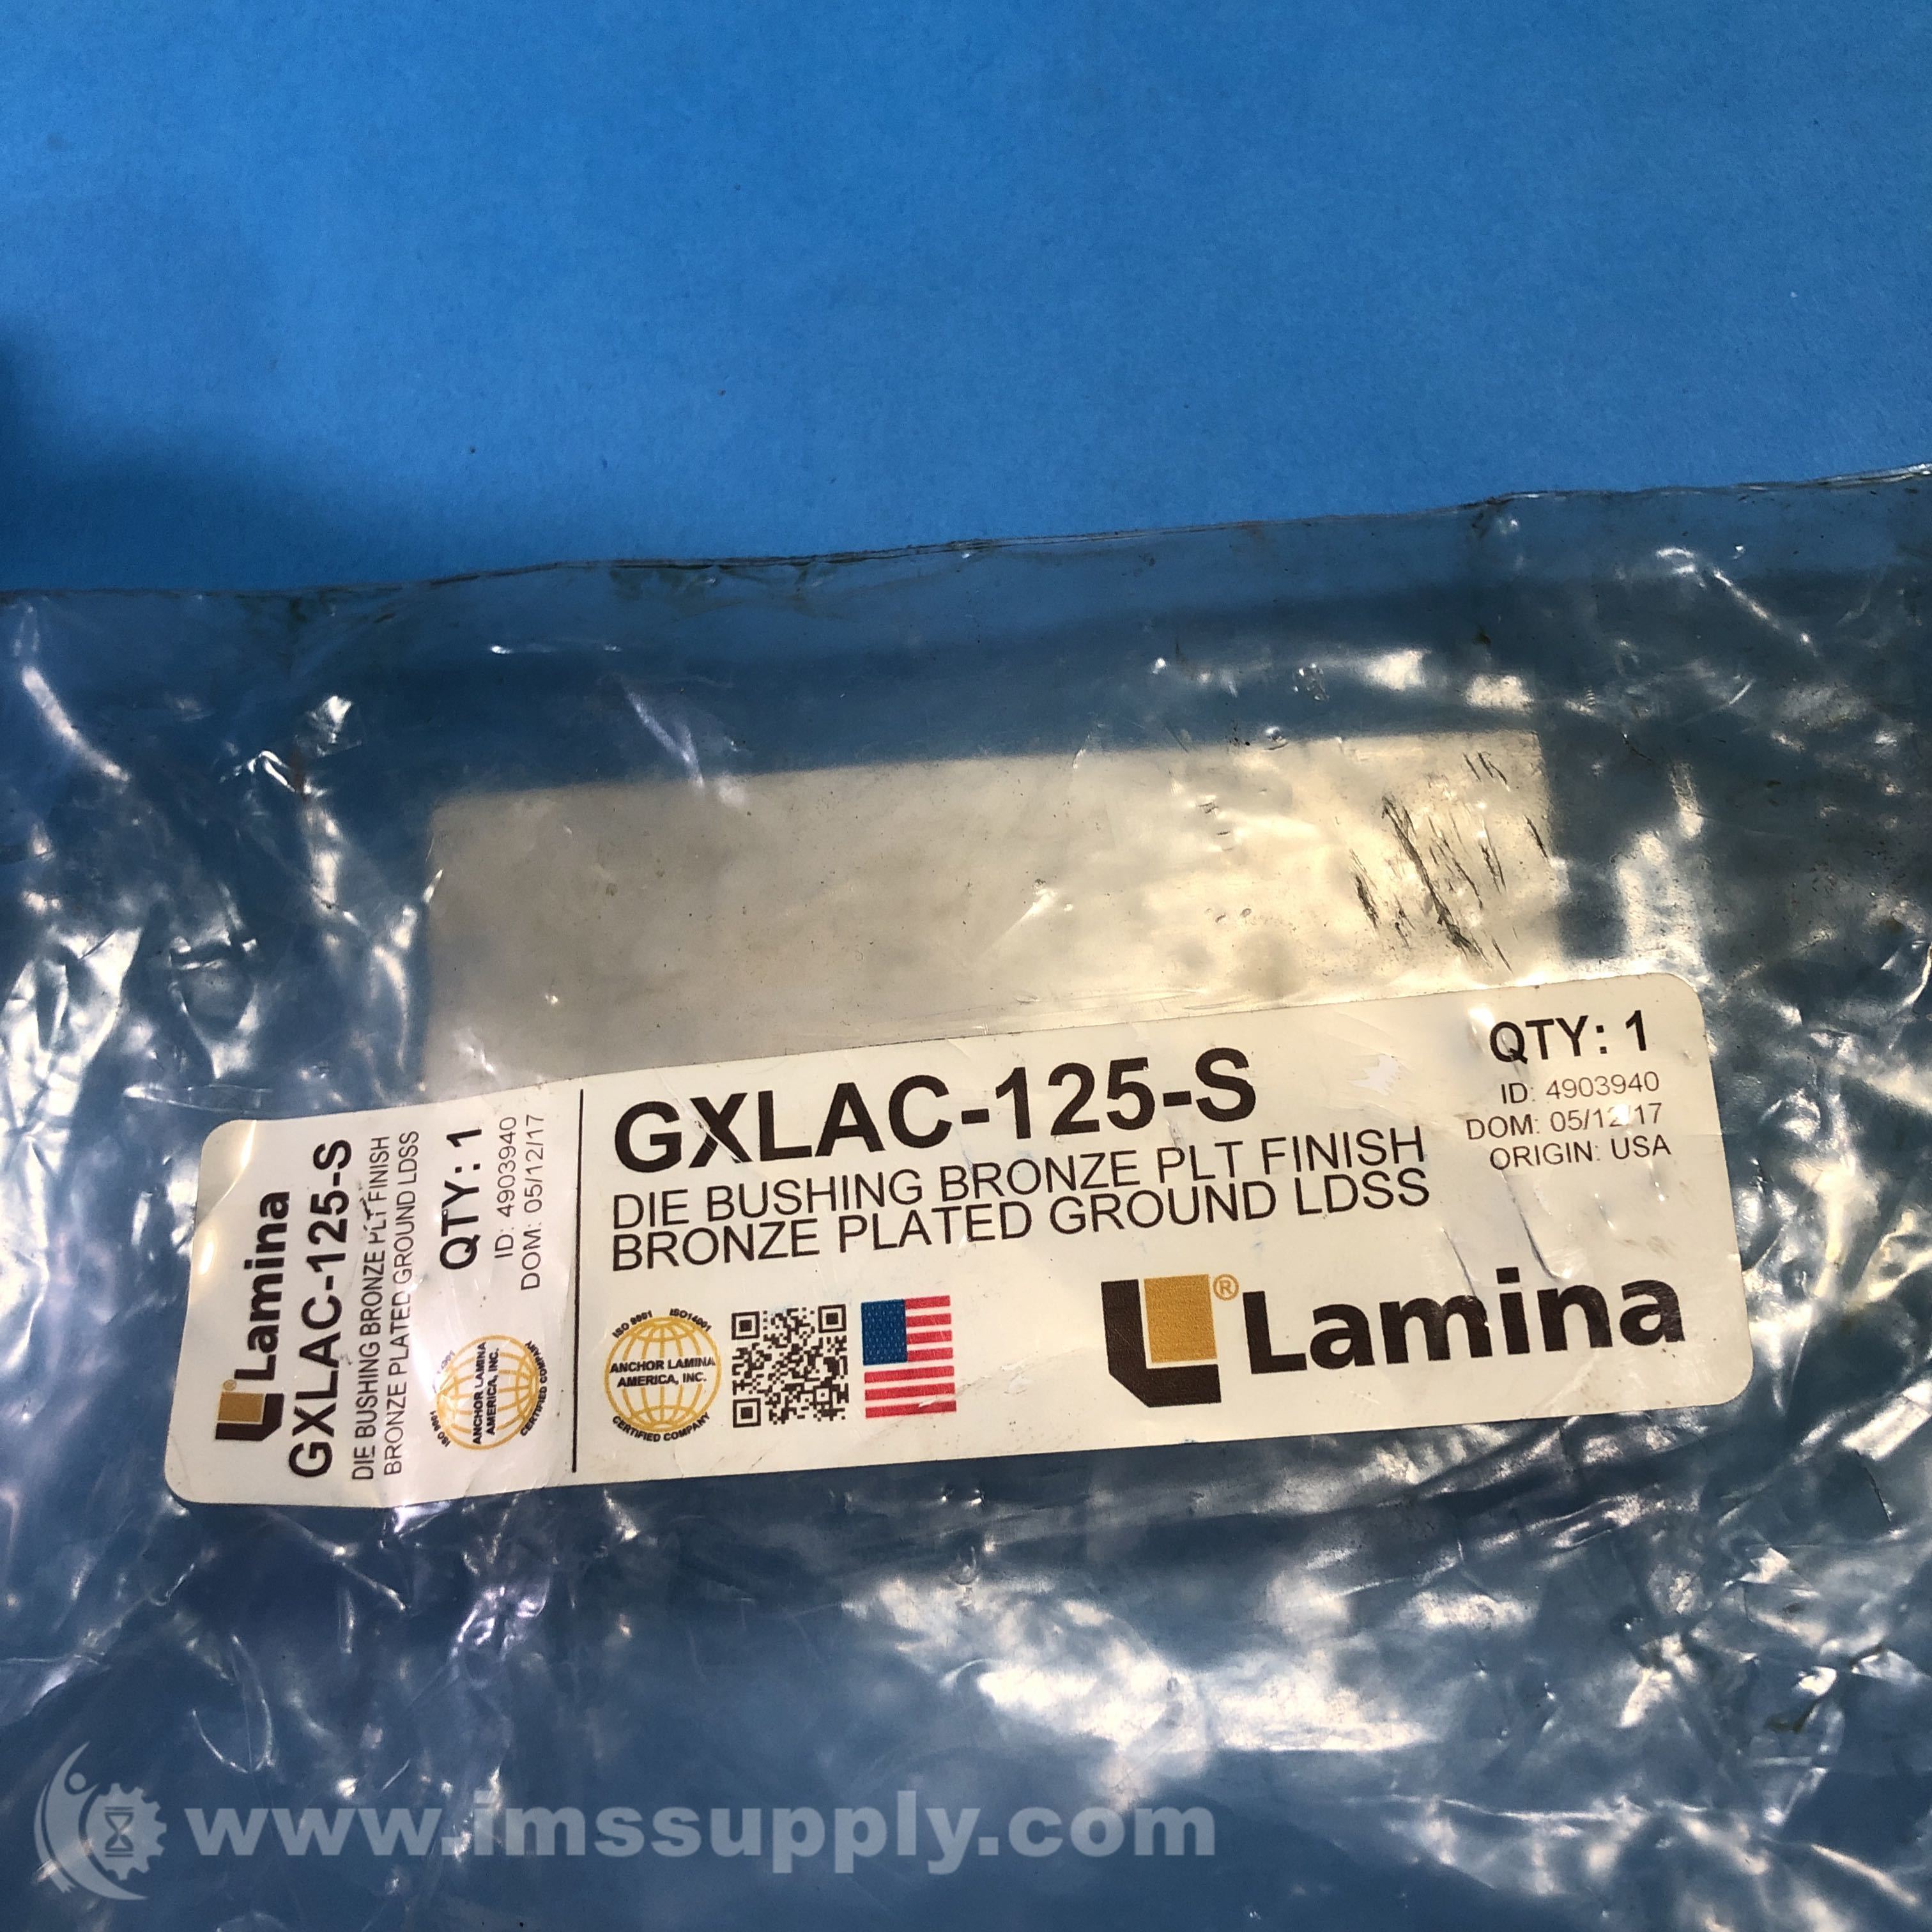 Lamina
GXLAC-125-S
DIE BUSHING BRONZE PLT FINISH
BRONZE PLATED GROUND LDSS
QTY: 1
ID: 4903940
DOM: 05/12/17
ANCHOR LAMINA
AMERICA, INC.
CERTIFIED COMPANY
GXLAC-125-S
DIE BUSHING BRONZE PLT FINISH
BRONZE PLATED GROUND LDSS
QTY: 1
ID: 4903940
DOM: 05/12/17
ORIGIN: USA
ISO 9001 ISO14001
ANCHOR LAMINA
AMERICA, INC.
CERTIFIED COMPANY
® Lamina
www.imssupply.com